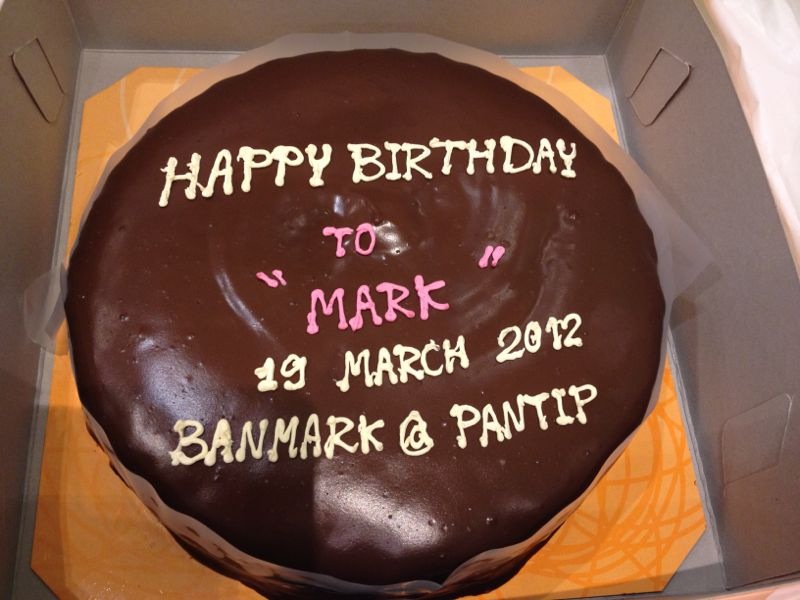 HAPPY BIRTHDAY
TO
" MARK "
19 MARCH 2012
BANMARK @ PANTIP